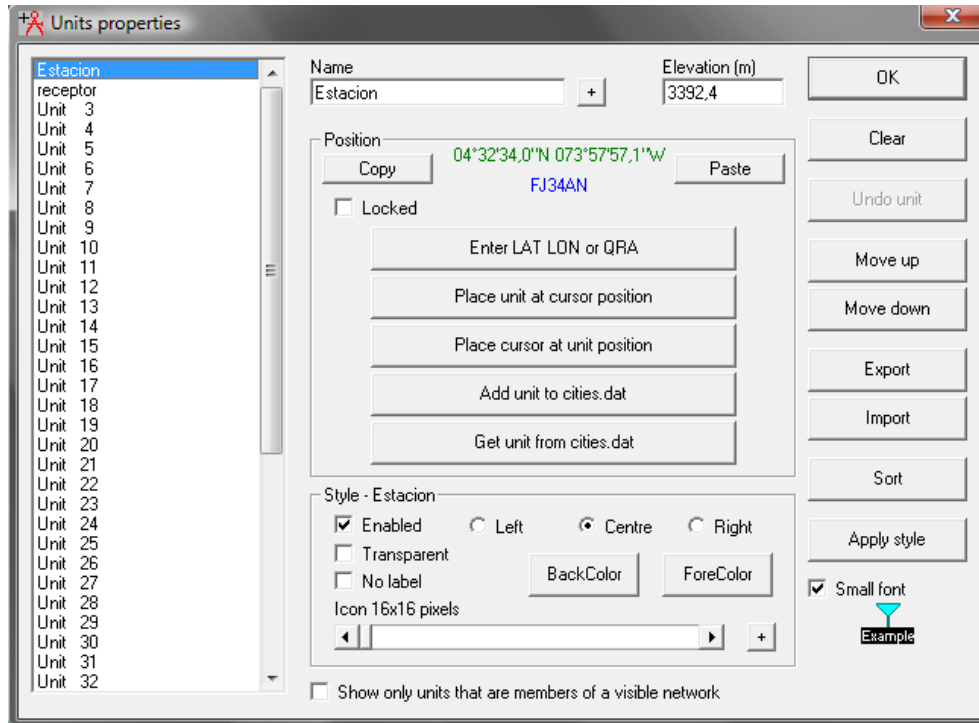 Units properties
Estacion
receptor
Unit 3
Unit 4
Unit 5
Unit 6
Unit 7
Unit 8
Unit 9
Unit 10
Unit 11
Unit 12
Unit 13
Unit 14
Unit 15
Unit 16
Unit 17
Unit 18
Unit 19
Unit 20
Unit 21
Unit 22
Unit 23
Unit 24
Unit 25
Unit 26
Unit 27
Unit 28
Unit 29
Unit 30
Unit 31
Unit 32
Name
Elevation (m)
Estacion
+
3392,4
Position
Copy
04°32'34,0"N 073°57'57,1"W
Paste
FJ34AN
Locked
Enter LAT LON or QRA
Place unit at cursor position
Place cursor at unit position
Add unit to cities.dat
Get unit from cities.dat
Style - Estacion
Enabled
Left
Centre
Right
Transparent
No label
BackColor
ForeColor
Icon 16x16 pixels
+
Show only units that are members of a visible network
OK
Clear
Undo unit
Move up
Move down
Export
Import
Sort
Apply style
Small font
Example